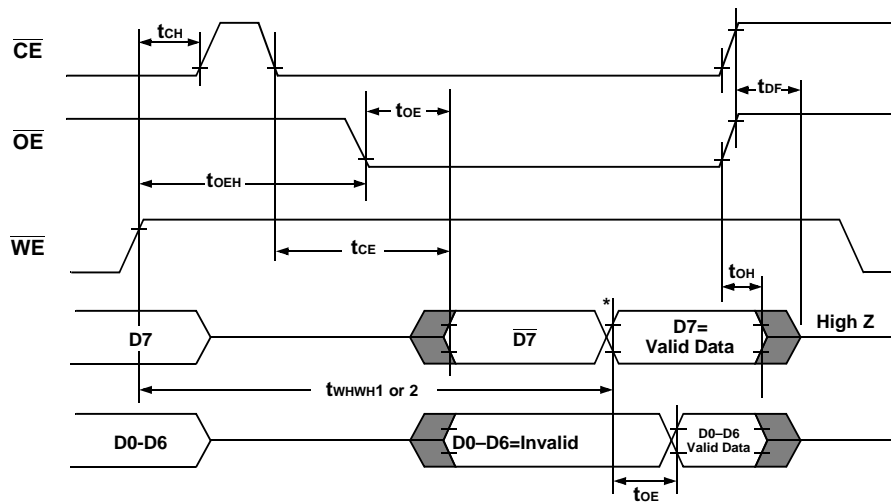 tCH
CE
tDF
tOE
OE
tOEH
WE
tCE
tOH
*
D7
D7
D7=
Valid Data
High Z
tWHWH1 or 2
D0-D6
D0–D6=Invalid
D0–D6
Valid Data
tOE